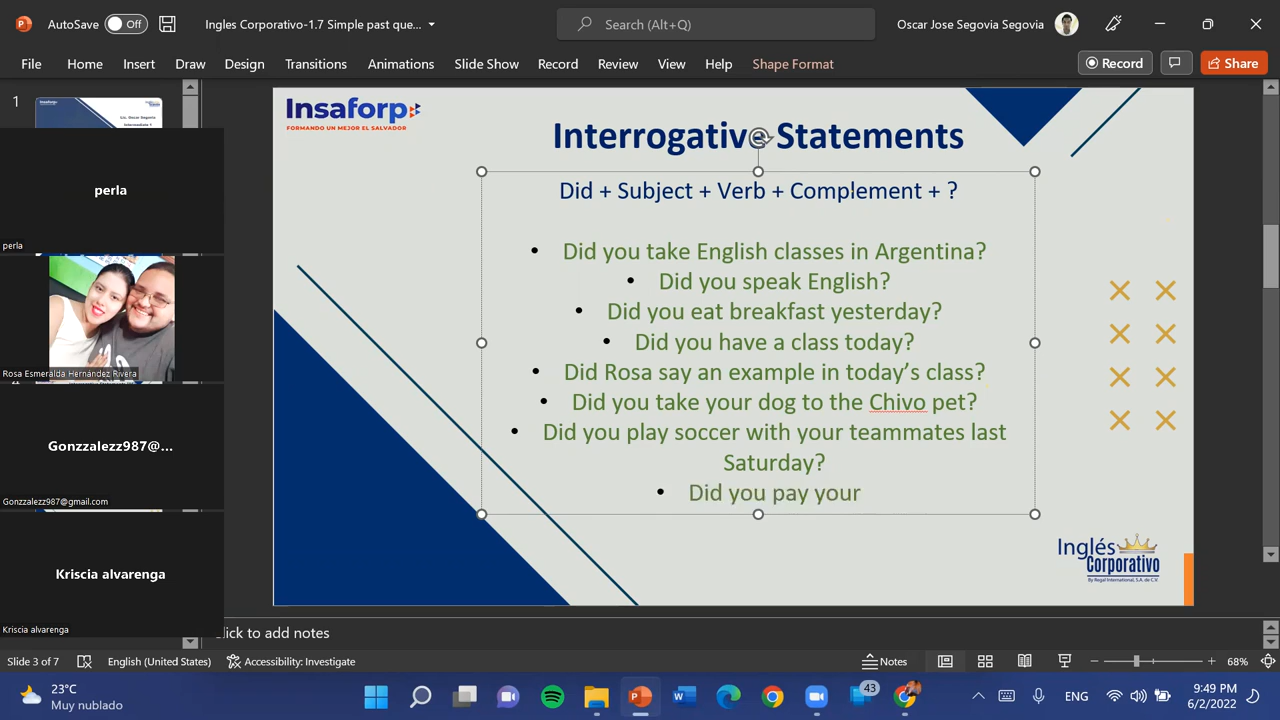 AutoSave Off Ingles Corporativo-1.7 Simple past que... Search (Alt+Q) Oscar Jose Segovia Segovia
File Home Insert Draw Design Transitions Animations Slide Show Record Review View Help Shape Format Record Share
1
Insaforp
Insaforp
FORMANDO UN MEJOR EL SALVADOR
Interrogative Statements
Did + Subject + Verb + Complement + ?
• Did you take English classes in Argentina?
• Did you speak English?
• Did you eat breakfast yesterday?
• Did you have a class today?
• Did Rosa say an example in today's class?
• Did you take your dog to the Chivo pet?
• Did you play soccer with your teammates last
Saturday?
• Did you pay your
Inglés
Corporativo
By Regal International, S.A. de C.V.
perla
perla
Rosa Esmeralda Hernández Rivera
Gonzzalezz987@...
Gonzzalezz987@gmail.com
Kriscia alvarenga
Kriscia alvarenga
lick to add notes
Slide 3 of 7 English (United States) Accessibility: Investigate Notes 68%
23°C
Muy nublado
43
ENG
9:49 PM
6/2/2022